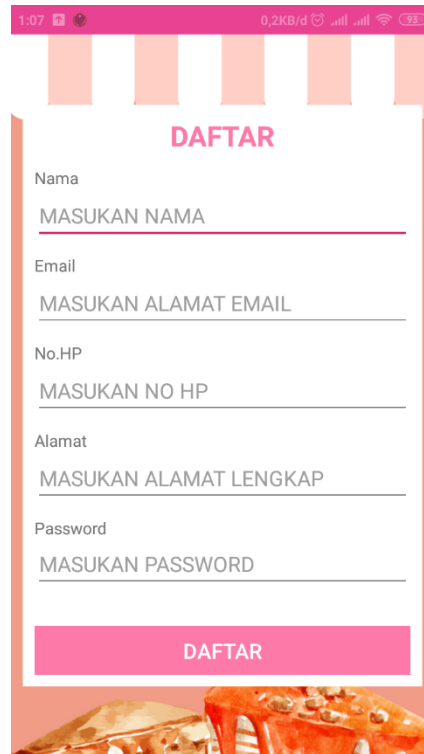 1:07 0,2KB/d 93
DAFTAR
Nama
MASUKAN NAMA
Email
MASUKAN ALAMAT EMAIL
No.HP
MASUKAN NO HP
Alamat
MASUKAN ALAMAT LENGKAP
Password
MASUKAN PASSWORD
DAFTAR